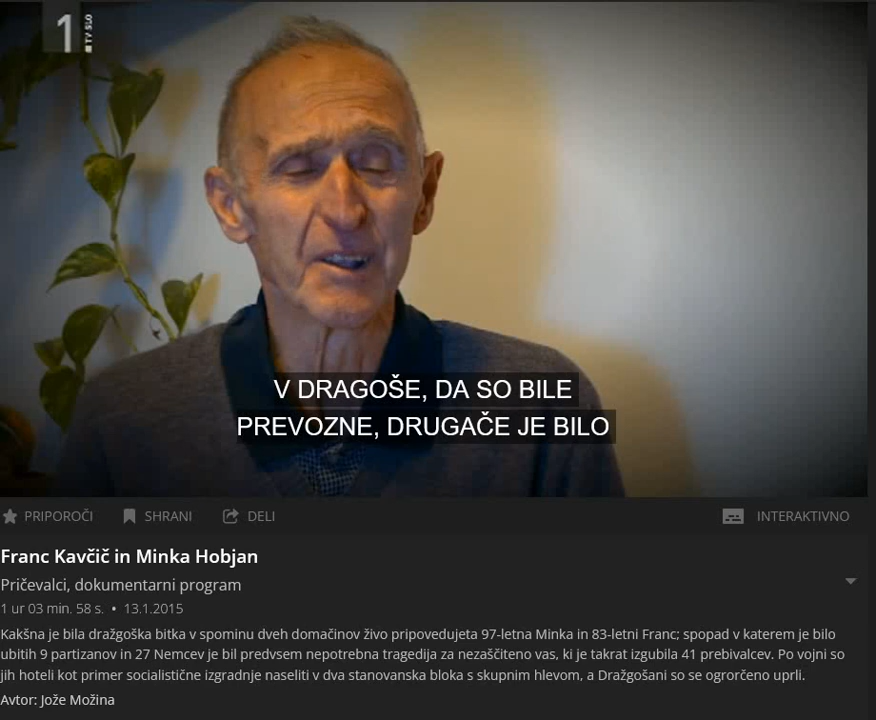 1 TV SLO
V DRAGOŠE, DA SO BILE
PREVOZNE, DRUGAČE JE BILO
PRIPOROČI SHRANI DELI INTERAKTIVNO
Franc Kavčič in Minka Hobjan
Pričevalci, dokumentarni program
1 ur 03 min. 58 s. • 13.1.2015
Kakšna je bila dražgoška bitka v spominu dveh domačinov živo pripovedujeta 97-letna Minka in 83-letni Franc; spopad v katerem je bilo
ubitih 9 partizanov in 27 Nemcev je bil predvsem nepotrebna tragedija za nezaščiteno vas, ki je takrat izgubila 41 prebivalcev. Po vojni so
jih hoteli kot primer socialistične izgradnje naseliti v dva stanovanska bloka s skupnim hlevom, a Dražgošani so se ogrorčeno uprli.
Avtor: Jože Možina